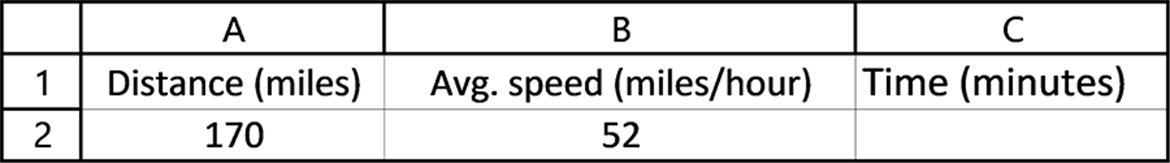 A B C
1 Distance (miles) Avg. speed (miles/hour) Time (minutes)
2 170 52